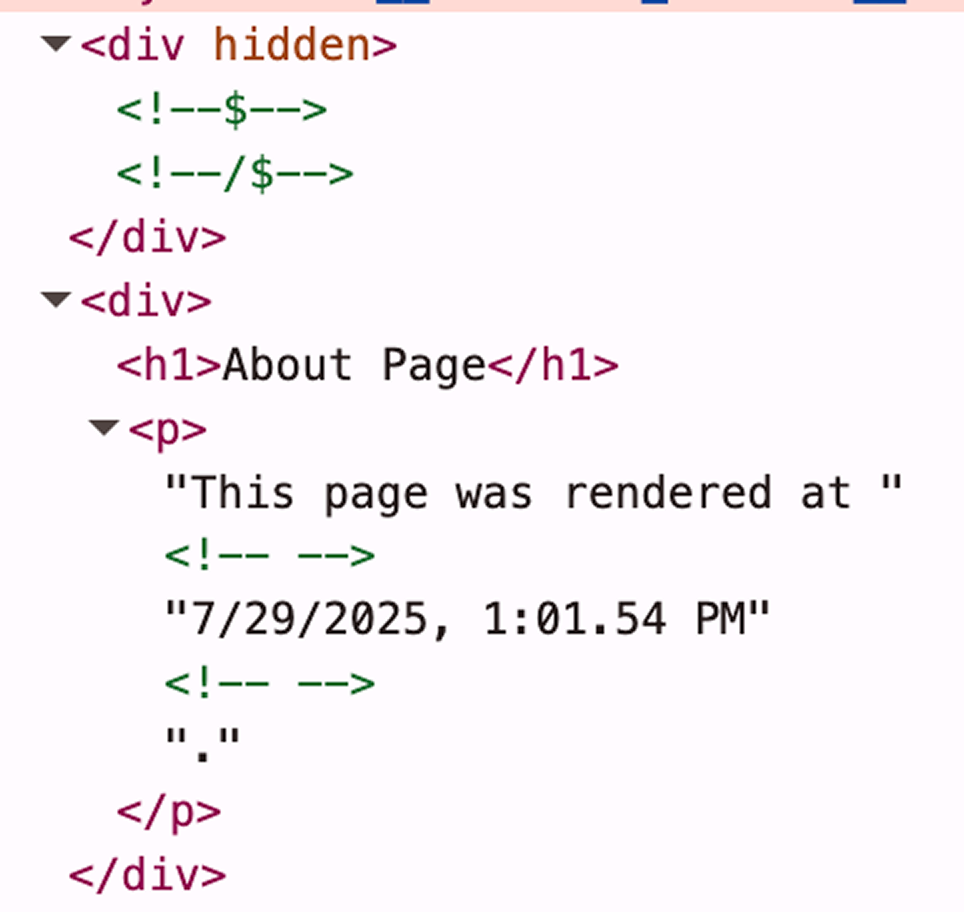 <div hidden>
<!--$-->
<!--/$-->
</div>
<div>
<h1>About Page</h1>
<p>
"This page was rendered at "
<!-- -->
"7/29/2025, 1:01.54 PM"
<!-- -->
"."
</p>
</div>